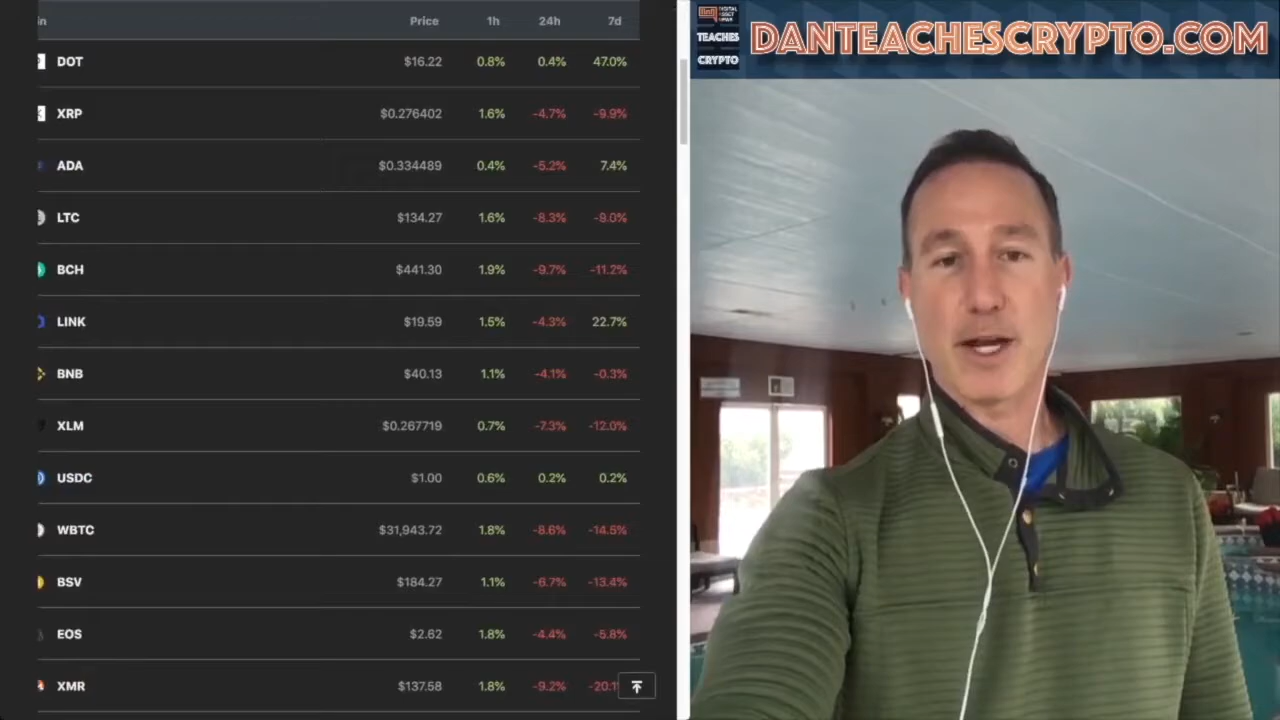 in Price 1h 24h 7d
DOT $16.22 0.8% 0.4% 47.0%
XRP $0.276402 1.6% -4.7% -9.9%
ADA $0.334489 0.4% -5.2% 7.4%
LTC $134.27 1.6% -8.3% -9.0%
BCH $441.30 1.9% -9.7% -11.2%
LINK $19.59 1.5% -4.3% 22.7%
BNB $40.13 1.1% -4.1% -0.3%
XLM $0.267719 0.7% -7.3% -12.0%
USDC $1.00 0.6% 0.2% 0.2%
WBTC $31,943.72 1.8% -8.6% -14.5%
BSV $184.27 1.1% -6.7% -13.4%
EOS $2.62 1.8% -4.4% -5.8%
XMR $137.58 1.8% -9.2% -20.1
TEACHES
CRYPTO
DANTEACHESCRYPTO.COM